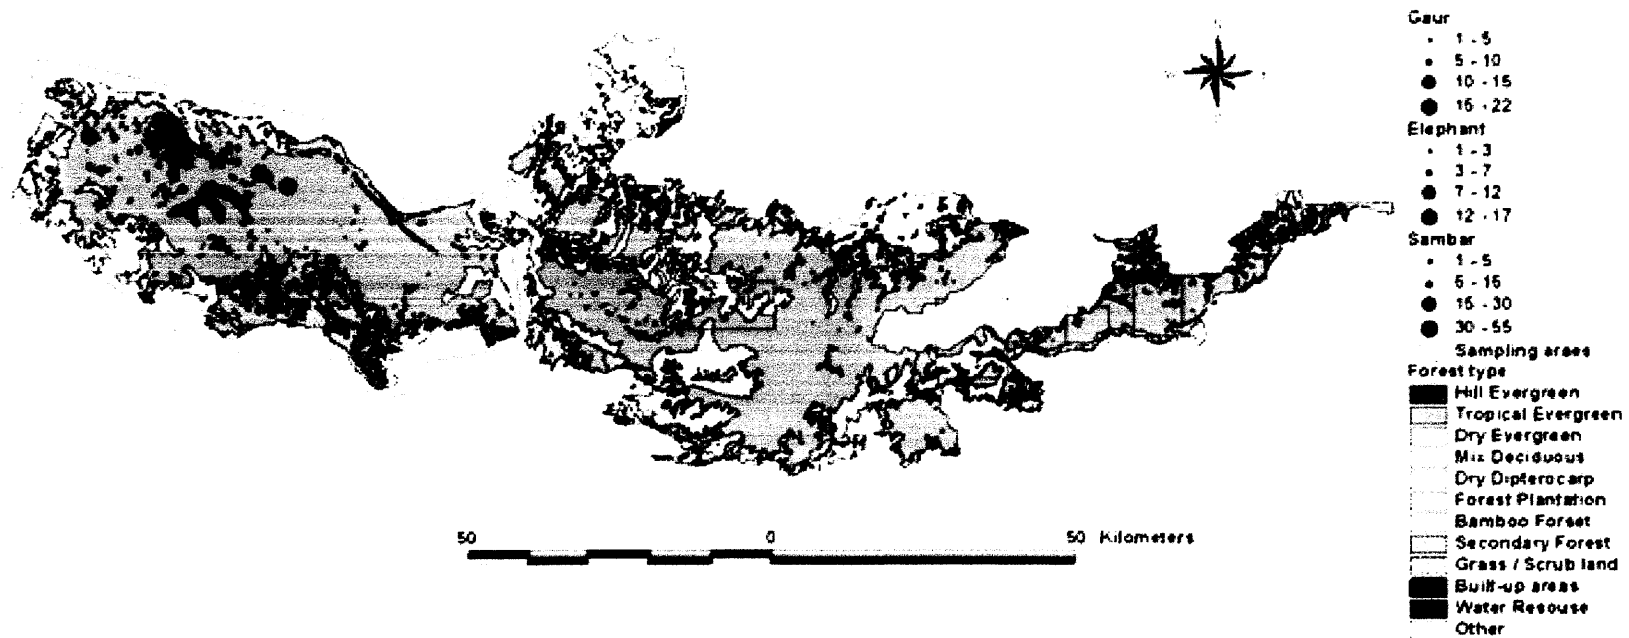 Gaur
1 - 5
5 - 10
10 - 15
15 - 22
Elephant
1 - 3
3 - 7
7 - 12
12 - 17
Sambar
1 - 5
5 - 15
15 - 30
30 - 55
Sampling areas
Forest type
Hill Evergreen
Tropical Evergreen
Dry Evergreen
Mix Deciduous
Dry Dipterocarp
Forest Plantation
Bamboo Forset
Secondary Forest
Grass / Scrub land
Built-up areas
Water Resouse
Other
50 0 50 Kilometers